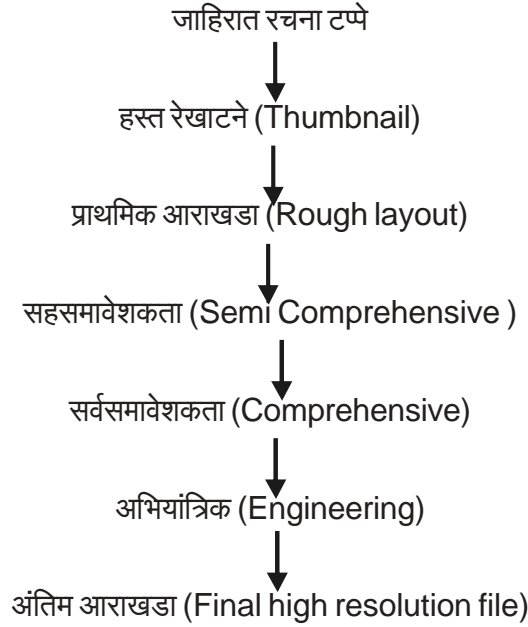 जाहिरात रचना टप्पे
हस्त रेखाटने (Thumbnail)
प्राथमिक आराखडा (Rough layout)
सहसमावेशकता (Semi Comprehensive )
सर्वसमावेशकता (Comprehensive)
अभियांत्रिक (Engineering)
अंतिम आराखडा (Final high resolution file)